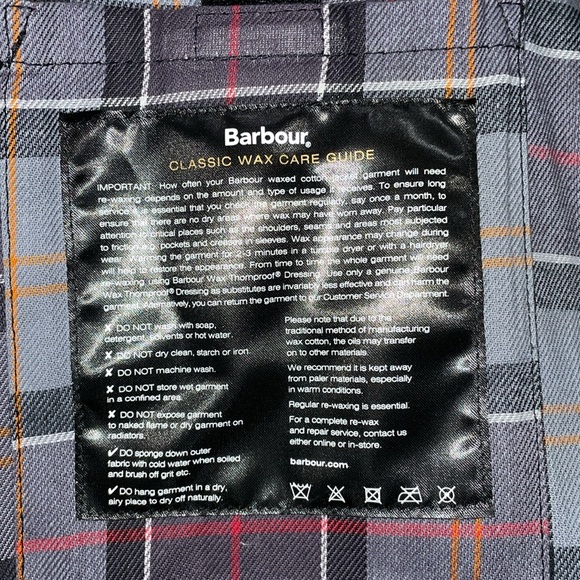 Barbour®
CLASSIC WAX CARE GUIDE
IMPORTANT: How often your Barbour waxed cotton jacket garment will need
re-waxing depends on the amount and type of usage it receives. To ensure long
service it is essential that you check the garment regularly, say once a month, to
ensure that there are no dry areas where wax may have worn away. Pay particular
attention to critical places such as the shoulders, seams and areas most subjected
to friction e.g. pockets and creases in sleeves. Wax appearance may change during
wear. Warming the garment for 2-3 minutes in a tumble dryer or with a hairdryer
will help to restore the appearance. From time to time the whole garment will need
re-waxing using Barbour Wax Thornproof® Dressing. Use only a genuine Barbour
Wax Thornproof® Dressing as substitutes are invariably less effective and can harm the
garment. Alternatively, you can return the garment to our Customer Service Department.
✘ DO NOT wash with soap,
detergent, solvents or hot water.
✘ DO NOT dry clean, starch or iron.
✘ DO NOT machine wash.
✘ DO NOT store wet garment
in a confined area.
✘ DO NOT expose garment
to naked flame or dry garment on
radiators.
✔ DO sponge down outer
fabric with cold water when soiled
and brush off grit etc.
✔ DO hang garment in a dry,
airy place to dry off naturally.
Please note that due to the
traditional method of manufacturing
wax cotton, the oils may transfer
on to other materials.
We recommend it is kept away
from paler materials, especially
in warm conditions.
Regular re-waxing is essential.
For a complete re-wax
and repair service, contact us
either online or in-store.
barbour.com